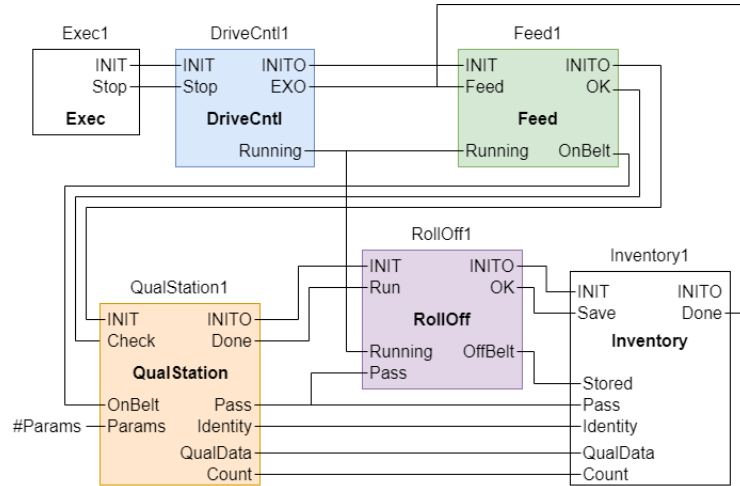 Exec1
DriveCntl1
Feed1
INIT
Stop
Exec
INIT
INITO
Stop
EXO
DriveCntl
Running
INIT
INITO
Feed
OK
Feed
Running
OnBelt
RollOff1
INIT
INITO
Run
OK
RollOff
Running
OffBelt
Pass
QualStation1
INIT
INITO
Check
Done
QualStation
OnBelt
Pass
#Params
Params
Identity
QualData
Count
Inventory1
INIT
INITO
Save
Done
Inventory
Stored
Pass
Identity
QualData
Count